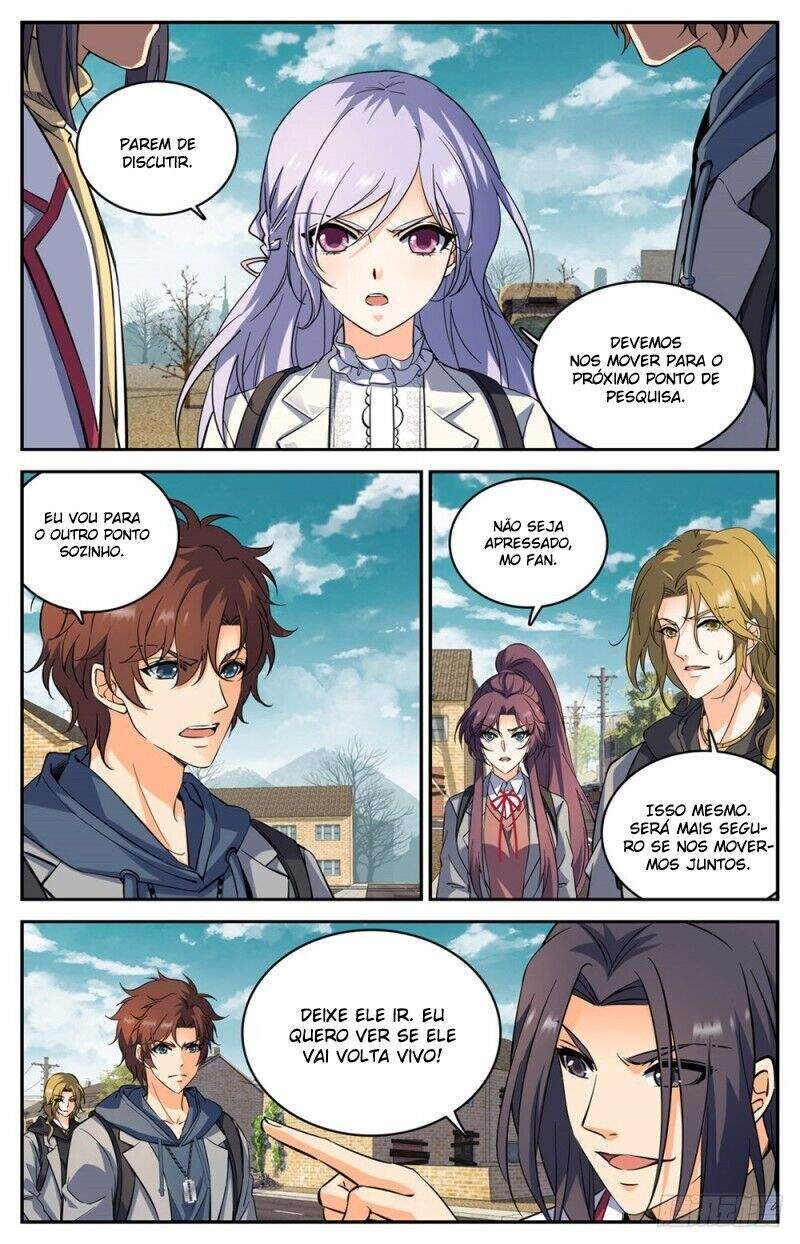 PAREM DE
DISCUTIR.
DEVEMOS
NOS MOVER PARA O
PRÓXIMO PONTO DE
PESQUISA.
EU VOU PARA
O OUTRO PONTO
SOZINHO.
NÃO SEJA
APRESSADO,
MO FAN.
ISSO MESMO.
SERÁ MAIS SEGU-
RO SE NOS MOVER-
MOS JUNTOS.
DEIXE ELE IR. EU
QUERO VER SE ELE
VAI VOLTA VIVO!